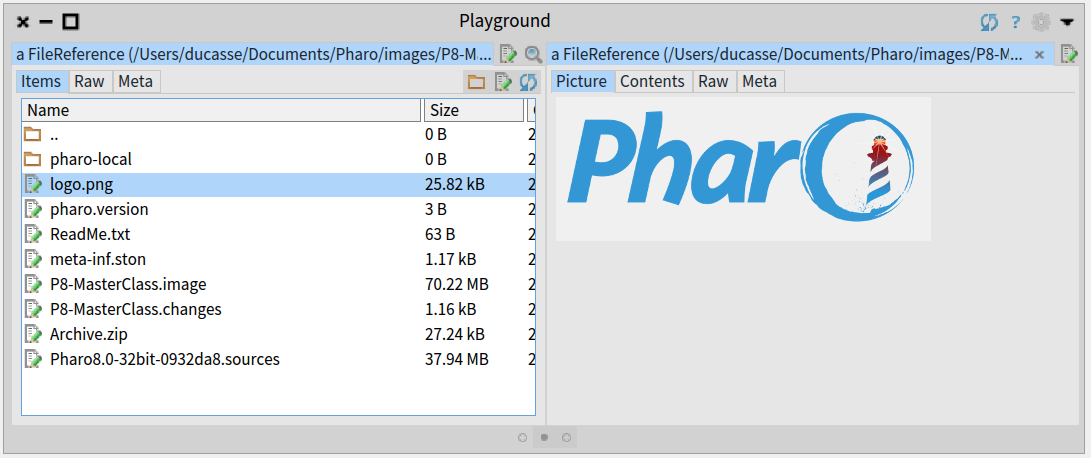 Playground
?
a FileReference (/Users/ducasse/Documents/Pharo/images/P8-M...
a FileReference (/Users/ducasse/Documents/Pharo/images/P8-M...
Items Raw Meta
Picture Contents Raw Meta
Name Size
.. 0 B 2
pharo-local 0 B 2
logo.png 25.82 kB 2
pharo.version 3 B 2
ReadMe.txt 63 B 2
meta-inf.ston 1.17 kB 2
P8-MasterClass.image 70.22 MB 2
P8-MasterClass.changes 1.16 kB 2
Archive.zip 27.24 kB 2
Pharo8.0-32bit-0932da8.sources 37.94 MB 2
Pharo